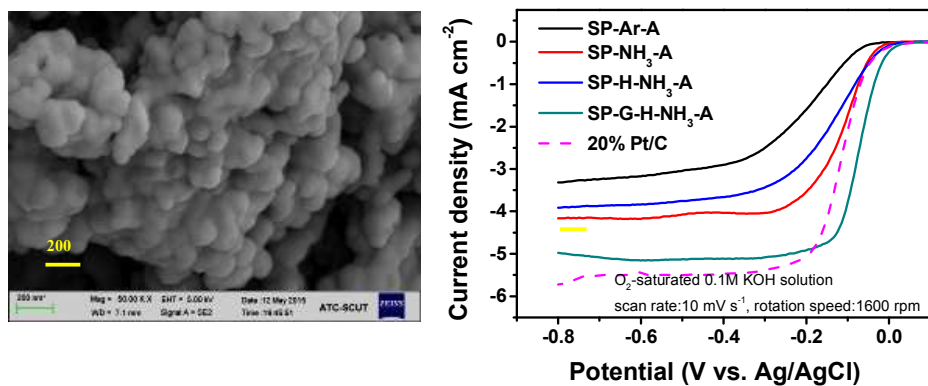 200
200 nm
Mag = 50.00 K X EHT = 5.00 kV Date :12 May 2015
WD = 7.1 mm Signal A = SE2 Time :16:45:51
ATC-SCUT
ZEISS
SP-Ar-A
SP-NH3-A
SP-H-NH3-A
SP-G-H-NH3-A
20% Pt/C
Current density (mA cm-2)
0
-1
-2
-3
-4
-5
-6
O2-saturated 0.1M KOH solution
scan rate:10 mV s-1, rotation speed:1600 rpm
-0.8 -0.6 -0.4 -0.2 0.0
Potential (V vs. Ag/AgCl)